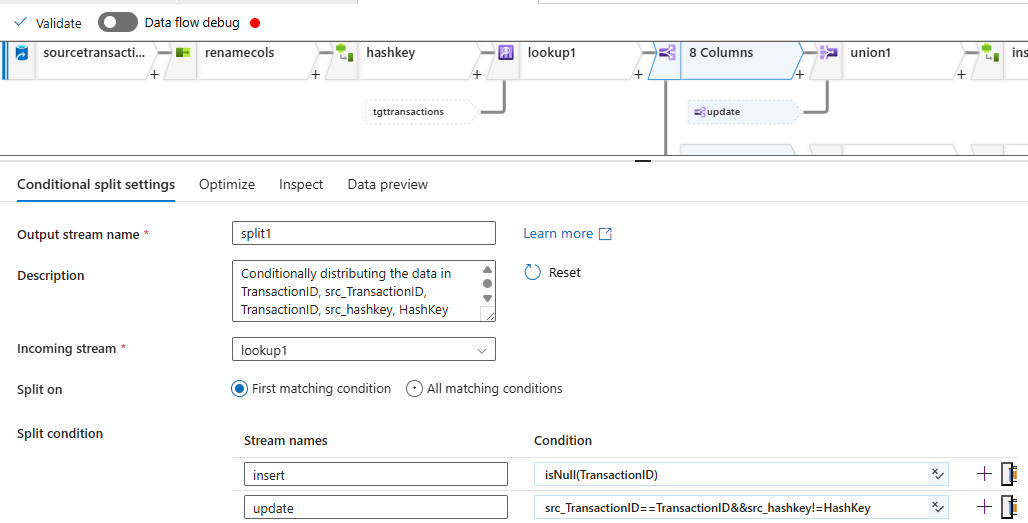 Validate Data flow debug
sourcetransacti... renamecols hashkey lookup1 8 Columns union1 ins
+ + + + + +
tgttransactions update
Conditional split settings Optimize Inspect Data preview
Output stream name * split1 Learn more
Description Conditionally distributing the data in Reset
TransactionID, src_TransactionID,
TransactionID, src_hashkey, HashKey
Incoming stream * lookup1
Split on First matching condition All matching conditions
Split condition Stream names Condition
insert isNull(TransactionID) +
update src_TransactionID==TransactionID&&src_hashkey!=HashKey +